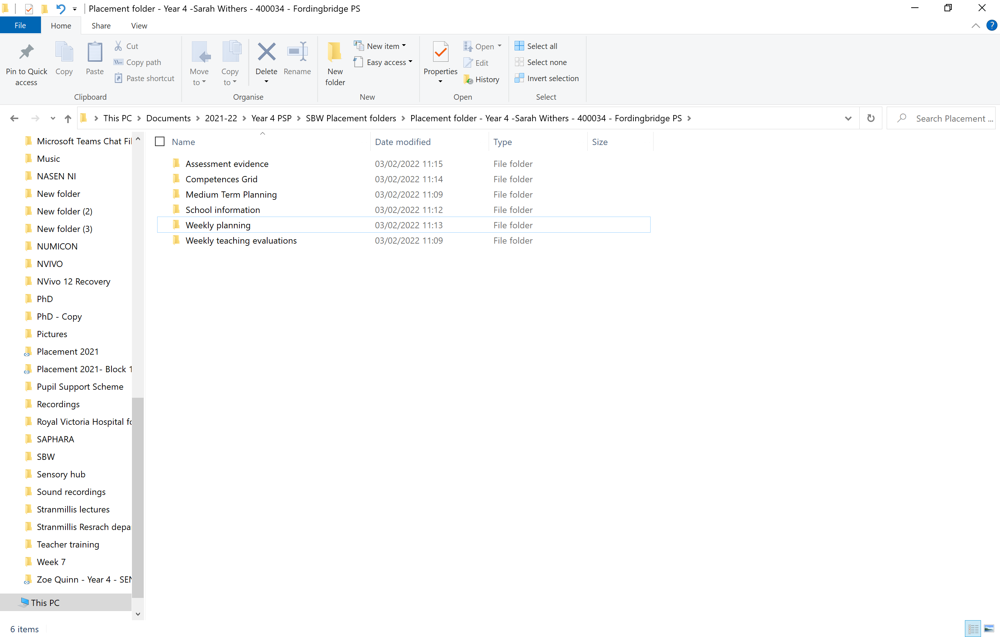 Placement folder - Year 4 -Sarah Withers - 400034 - Fordingbridge PS
File Home Share View
Pin to Quick access
Copy
Paste
Cut
Copy path
Paste shortcut
Clipboard
Move to
Copy to
Delete
Rename
Organise
New folder
New item
Easy access
New
Properties
Open
Edit
History
Open
Select all
Select none
Invert selection
Select
This PC > Documents > 2021-22 > Year 4 PSP > SBW Placement folders > Placement folder - Year 4 -Sarah Withers - 400034 - Fordingbridge PS >
Search Placement ...
Microsoft Teams Chat Fil
Music
NASEN NI
New folder
New folder (2)
New folder (3)
NUMICON
NVIVO
NVivo 12 Recovery
PhD
PhD - Copy
Pictures
Placement 2021
Placement 2021- Block 1
Pupil Support Scheme
Recordings
Royal Victoria Hospital fo
SAPHARA
SBW
Sensory hub
Sound recordings
Stranmillis lectures
Stranmillis Resrach depa
Teacher training
Week 7
Zoe Quinn - Year 4 - SEN
This PC
Name Date modified Type Size
Assessment evidence 03/02/2022 11:15 File folder
Competences Grid 03/02/2022 11:14 File folder
Medium Term Planning 03/02/2022 11:09 File folder
School information 03/02/2022 11:12 File folder
Weekly planning 03/02/2022 11:13 File folder
Weekly teaching evaluations 03/02/2022 11:09 File folder
6 items